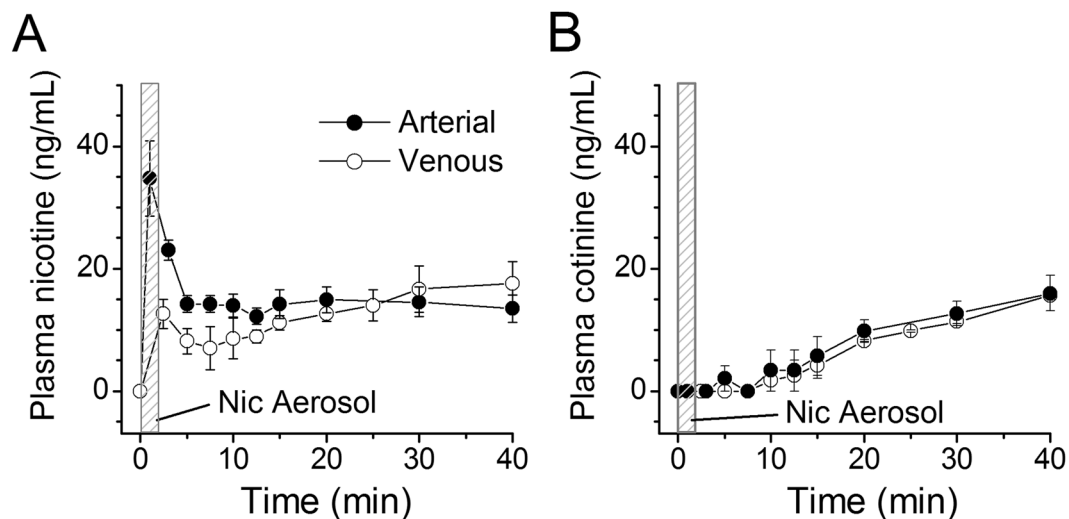 A
Plasma nicotine (ng/mL)
40
20
0
Arterial
Venous
Nic Aerosol
0 10 20 30 40
Time (min)
B
Plasma cotinine (ng/mL)
40
20
0
Nic Aerosol
0 10 20 30 40
Time (min)